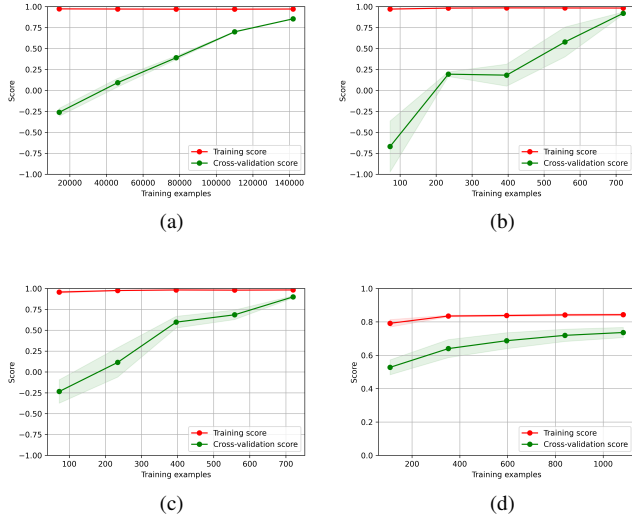 1.00
0.75
0.50
0.25
0.00
−0.25
−0.50
−0.75
−1.00
Score
Training score
Cross-validation score
20000 40000 60000 80000 100000 120000 140000
Training examples
(a)
1.00
0.75
0.50
0.25
0.00
−0.25
−0.50
−0.75
−1.00
Score
Training score
Cross-validation score
100 200 300 400 500 600 700
Training examples
(b)
1.00
0.75
0.50
0.25
0.00
−0.25
−0.50
−0.75
−1.00
Score
Training score
Cross-validation score
100 200 300 400 500 600 700
Training examples
(c)
1.0
0.8
0.6
0.4
0.2
0.0
Score
Training score
Cross-validation score
200 400 600 800 1000
Training examples
(d)